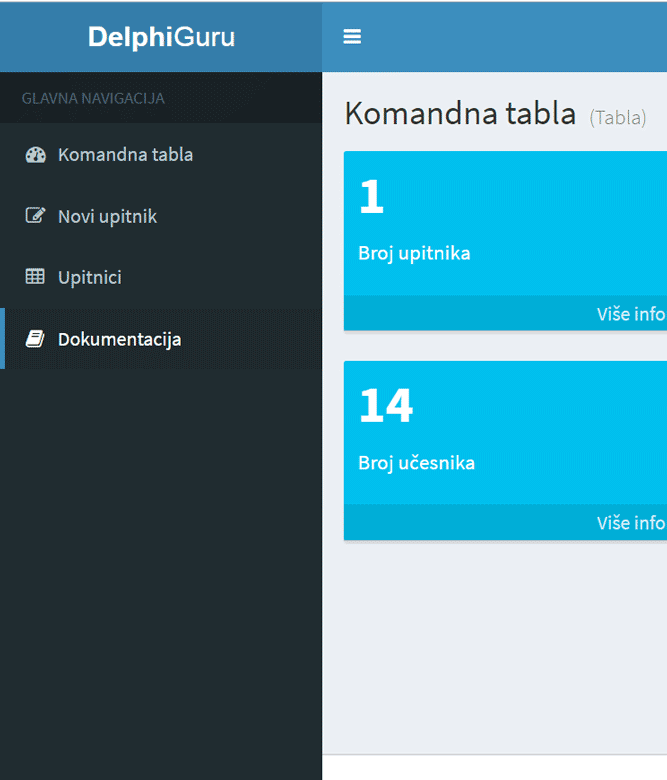 DelphiGuru
GLAVNA NAVIGACIJA
Komandna tabla
Novi upitnik
Upitnici
Dokumentacija
Komandna tabla (Tabla)
1
Broj upitnika
Više info
14
Broj učesnika
Više info